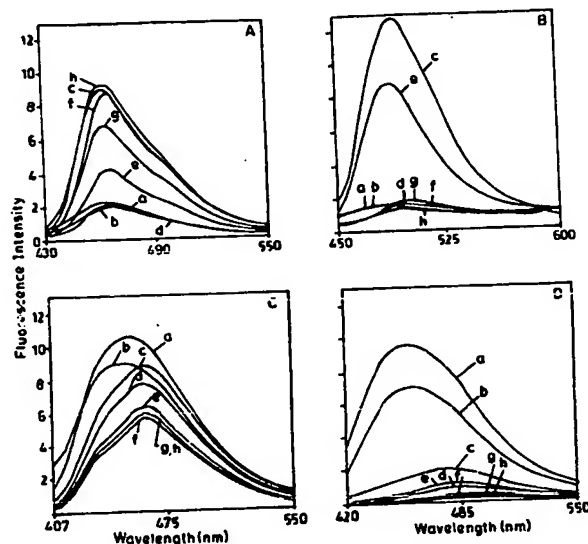 Fluorescence Intensity
A
12
10
8
6
4
2
0
h
c
f
g
e
a
b
d
430
490
550
B
c
e
a b d g f
h
450
525
600
C
12
10
8
6
4
2
a
b
c
d
e
f
g,h
407
475
550
Wavelength (nm)
D
a
b
c
e d f g h
420
485
550
Wavelength (nm)